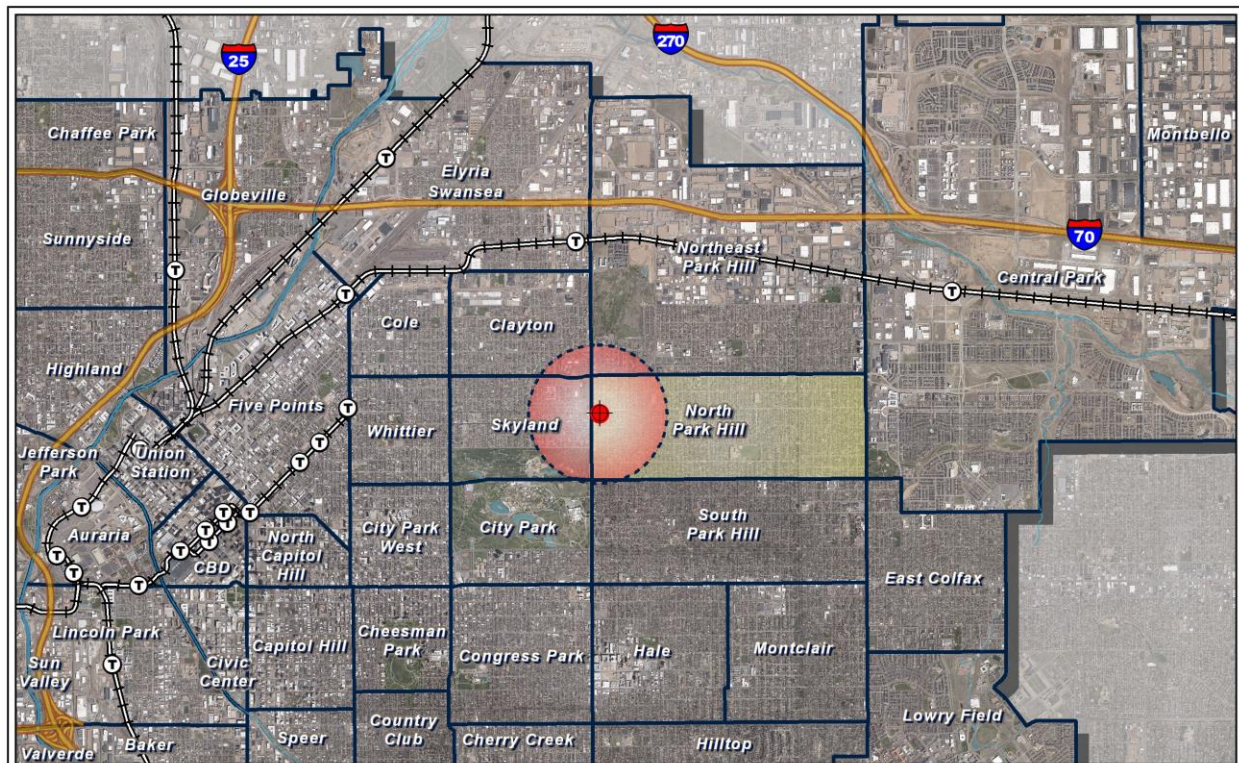 25
270
Chaffee Park
Montbello
Elyria
Swansea
Globeville
Sunnyside
70
T
T
Northeast
Park Hill
T
Central Park
T
T
Cole
Clayton
Highland
Five Points
T
Whittier
Skyland
North
Park Hill
Jefferson
Park
Union
Station
T
T
T
T
T
T
T
T
Auraria
City Park
West
City Park
South
Park Hill
North
Capitol
Hill
T
T
T
CBD
T
T
East Colfax
Lincoln Park
Capitol Hill
Cheesman
Park
Congress Park
Hale
Montclair
T
Sun
Valley
Civic
Center
Country
Club
Lowry Field
Valverde
Baker
Speer
Cherry Creek
Hilltop